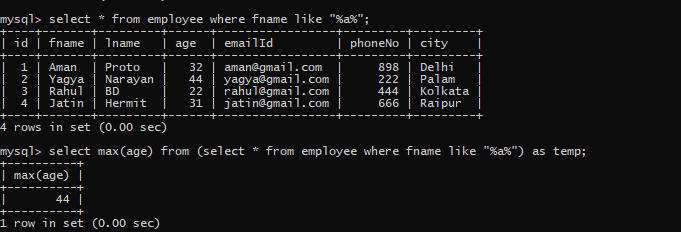 mysql> select * from employee where fname like "%a%";
+----+-------+---------+------+-----------------+---------+---------+
| id | fname | lname   | age  | emailId         | phoneNo | city    |
+----+-------+---------+------+-----------------+---------+---------+
|  1 | Aman  | Proto   |   32 | aman@gmail.com  |     898 | Delhi   |
|  2 | Yagya | Narayan |   44 | yagya@gmail.com |     222 | Palam   |
|  3 | Rahul | BD      |   22 | rahul@gmail.com |     444 | Kolkata |
|  4 | Jatin | Hermit  |   31 | jatin@gmail.com |     666 | Raipur  |
+----+-------+---------+------+-----------------+---------+---------+
4 rows in set (0.00 sec)
mysql> select max(age) from (select * from employee where fname like "%a%") as temp;
+----------+
| max(age) |
+----------+
|       44 |
+----------+
1 row in set (0.00 sec)